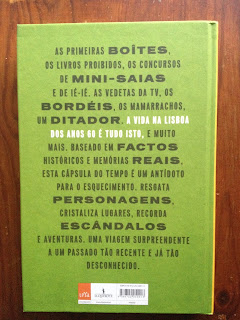 AS PRIMEIRAS BOÎTES,
OS LIVROS PROIBIDOS, OS CONCURSOS
DE MINI-SAIAS
E DE IÉ-IÉ. AS VEDETAS DA TV, OS
BORDÉIS, OS MAMARRACHOS,
UM DITADOR. A VIDA NA LISBOA
DOS ANOS 60 É TUDO ISTO, E MUITO
MAIS. BASEADO EM FACTOS
HISTÓRICOS E MEMÓRIAS REAIS,
ESTA CÁPSULA DO TEMPO É UM ANTÍDOTO
PARA O ESQUECIMENTO. RESGATA
PERSONAGENS,
CRISTALIZA LUGARES, RECORDA
ESCÂNDALOS
E AVENTURAS. UMA VIAGEM SURPREENDENTE
A UM PASSADO TÃO RECENTE E JÁ TÃO
DESCONHECIDO.